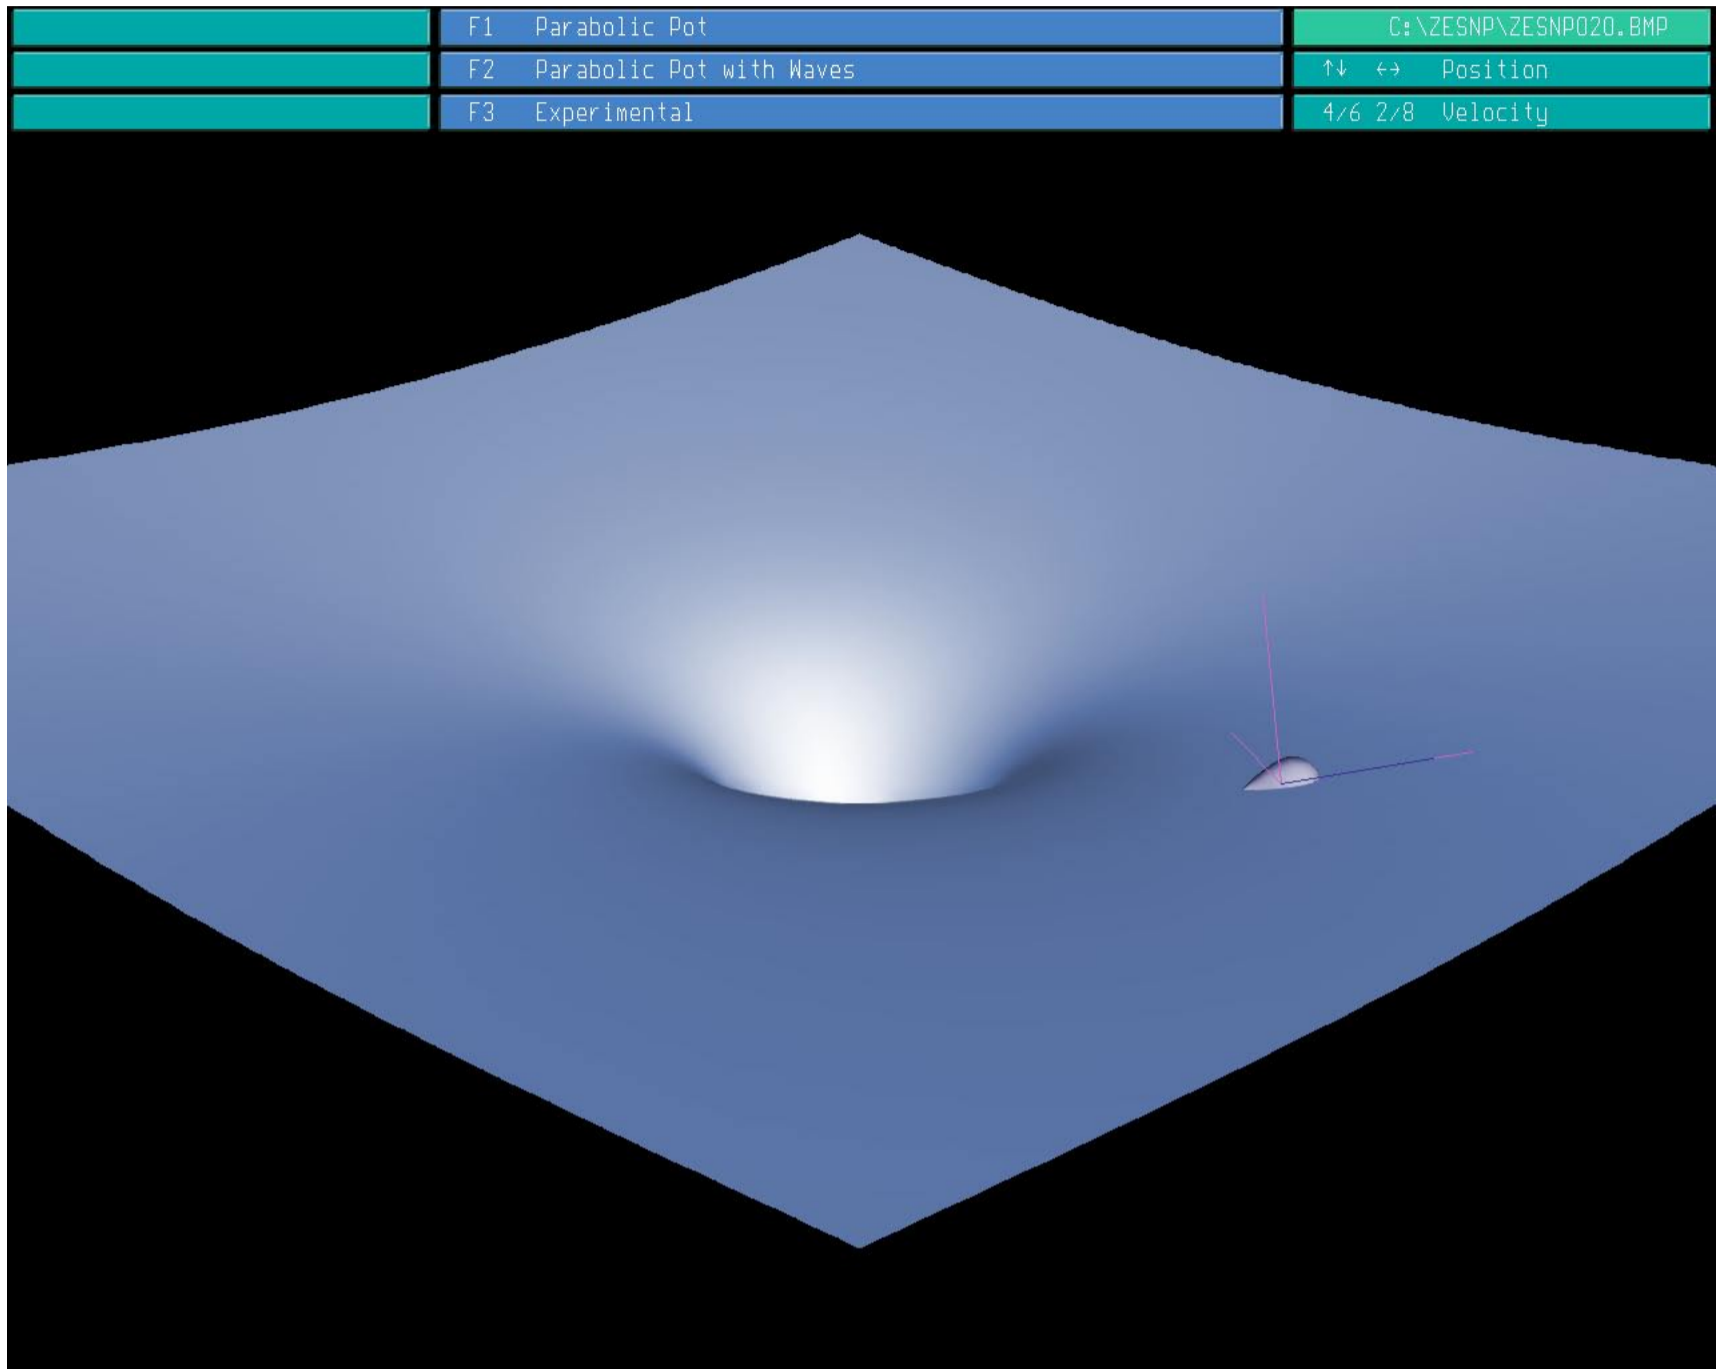 F1 Parabolic Pot C:\ZESNP\ZESNP020.BMP
F2 Parabolic Pot with Waves ↑↓ ↔ Position
F3 Experimental 4/6 2/8 Velocity